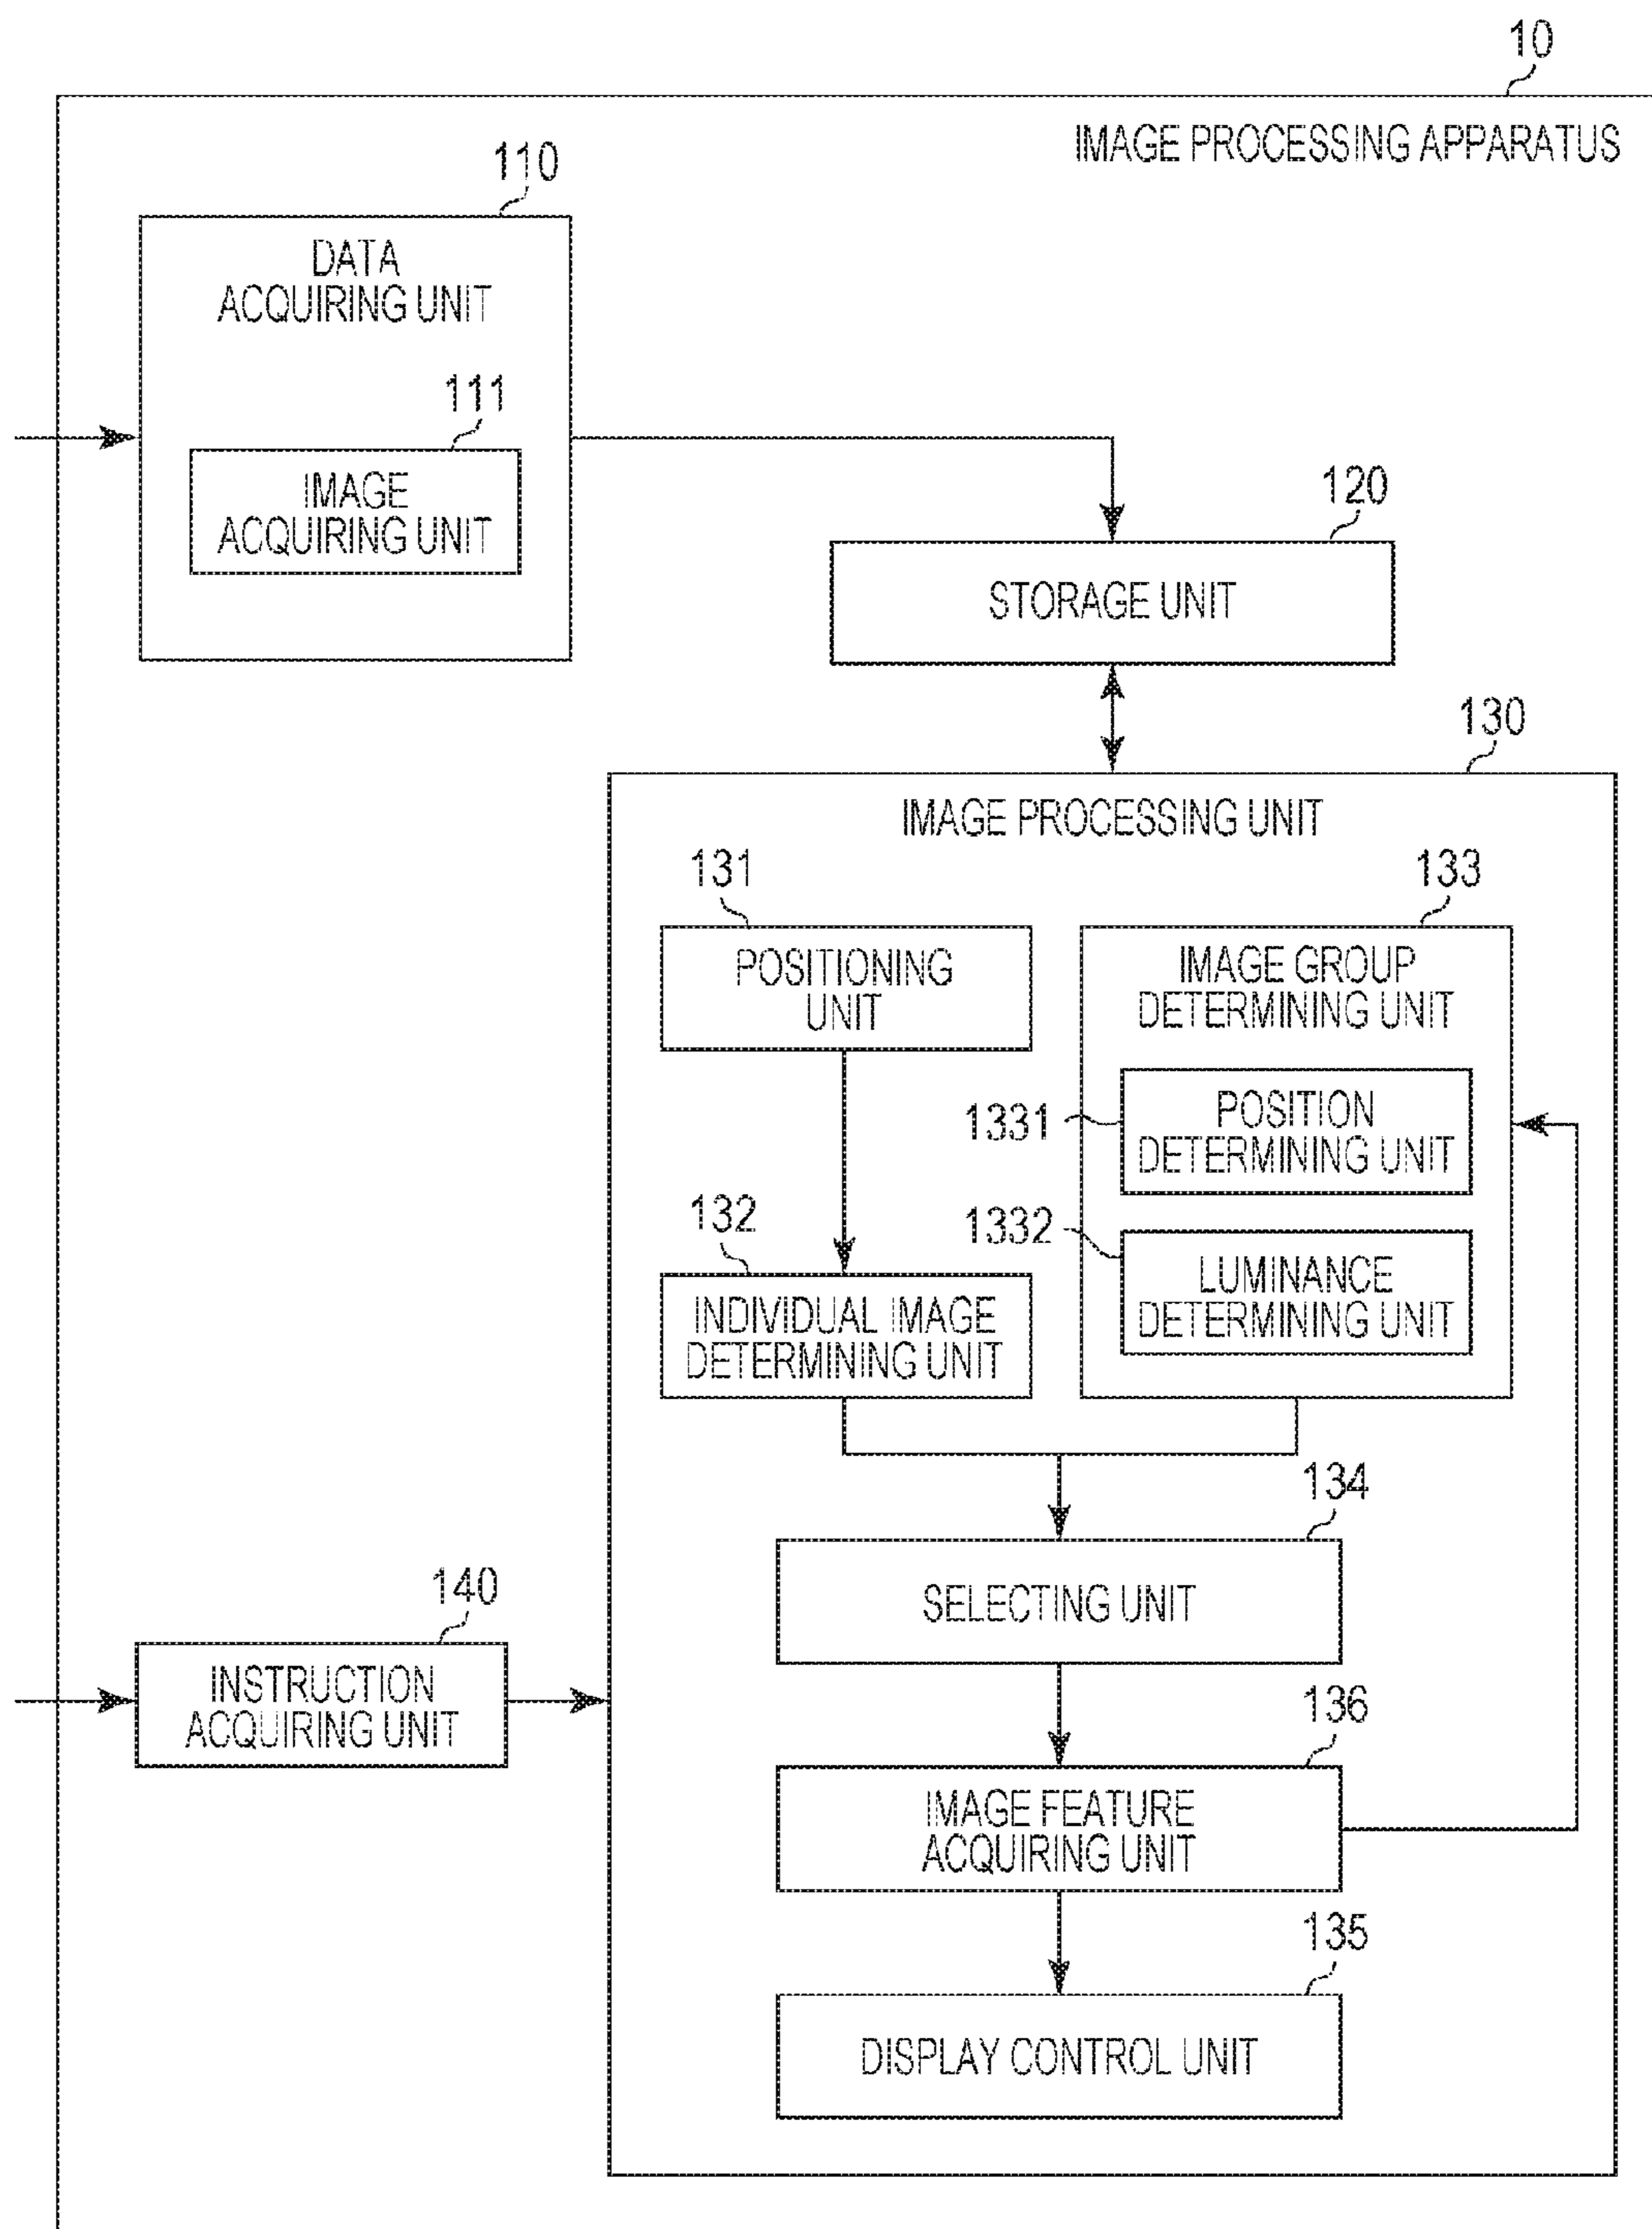 10
IMAGE PROCESSING APPARATUS
110
DATA
ACQUIRING UNIT
111
IMAGE
ACQUIRING UNIT
120
STORAGE UNIT
130
IMAGE PROCESSING UNIT
131
POSITIONING
UNIT
133
IMAGE GROUP
DETERMINING UNIT
1331
POSITION
DETERMINING UNIT
132
INDIVIDUAL IMAGE
DETERMINING UNIT
1332
LUMINANCE
DETERMINING UNIT
134
SELECTING UNIT
140
INSTRUCTION
ACQUIRING UNIT
136
IMAGE FEATURE
ACQUIRING UNIT
135
DISPLAY CONTROL UNIT